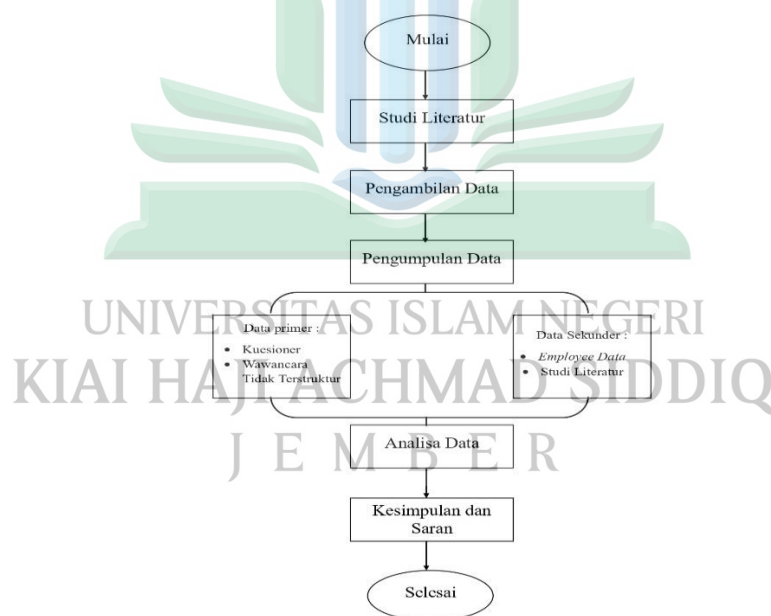 Mulai
Studi Literatur
Pengambilan Data
Pengumpulan Data
UNIVERSITAS ISLAM NEGERI
Data primer :
• Kuesioner
• Wawancara
Tidak Terstruktur
Data Sekunder :
• Employee Data
• Studi Literatur
KIAI HAJI ACHMAD SIDDIQ
Analisa Data
JEMBER
Kesimpulan dan
Saran
Selesai